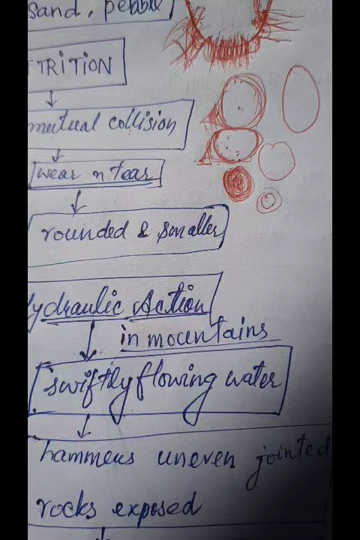 sand, pebble
TRITION
mutual collision
wear n tear
rounded & smaller
ydraulic Action
in mountains
swiftly flowing water
hammers uneven jointed
rocks exposed